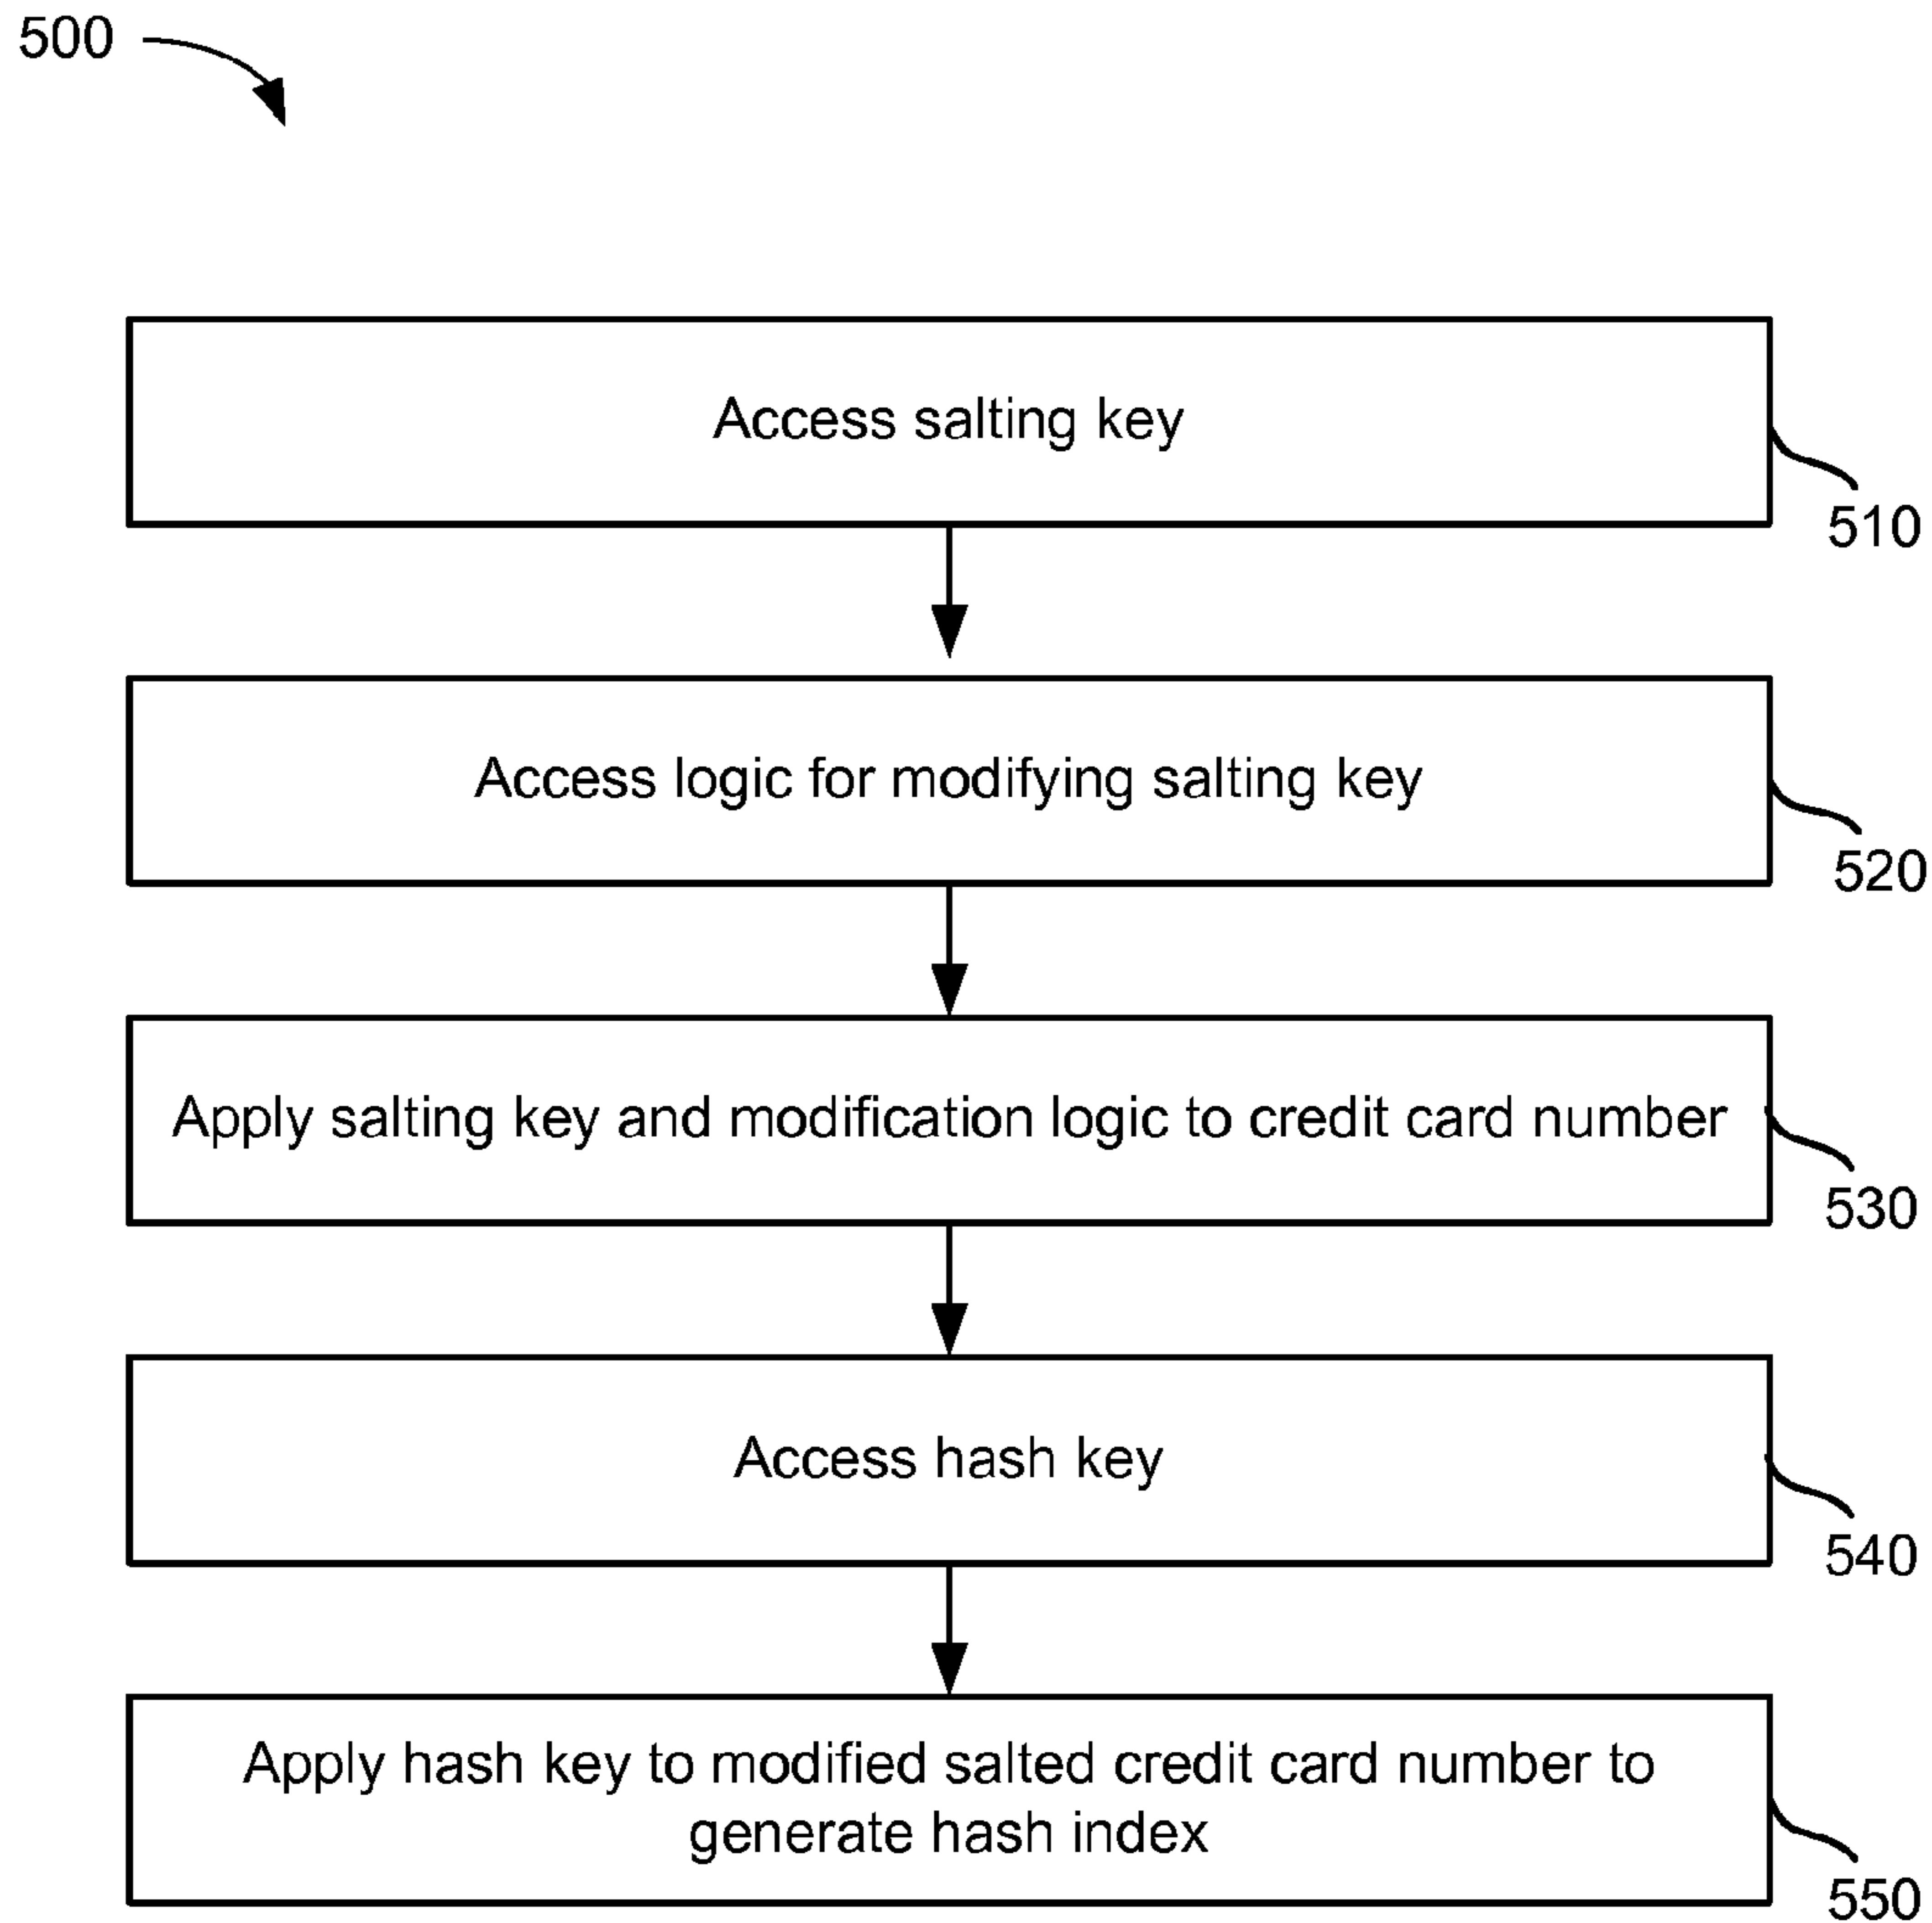 500
Access salting key
510
Access logic for modifying salting key
520
Apply salting key and modification logic to credit card number
530
Access hash key
540
Apply hash key to modified salted credit card number to
generate hash index
550